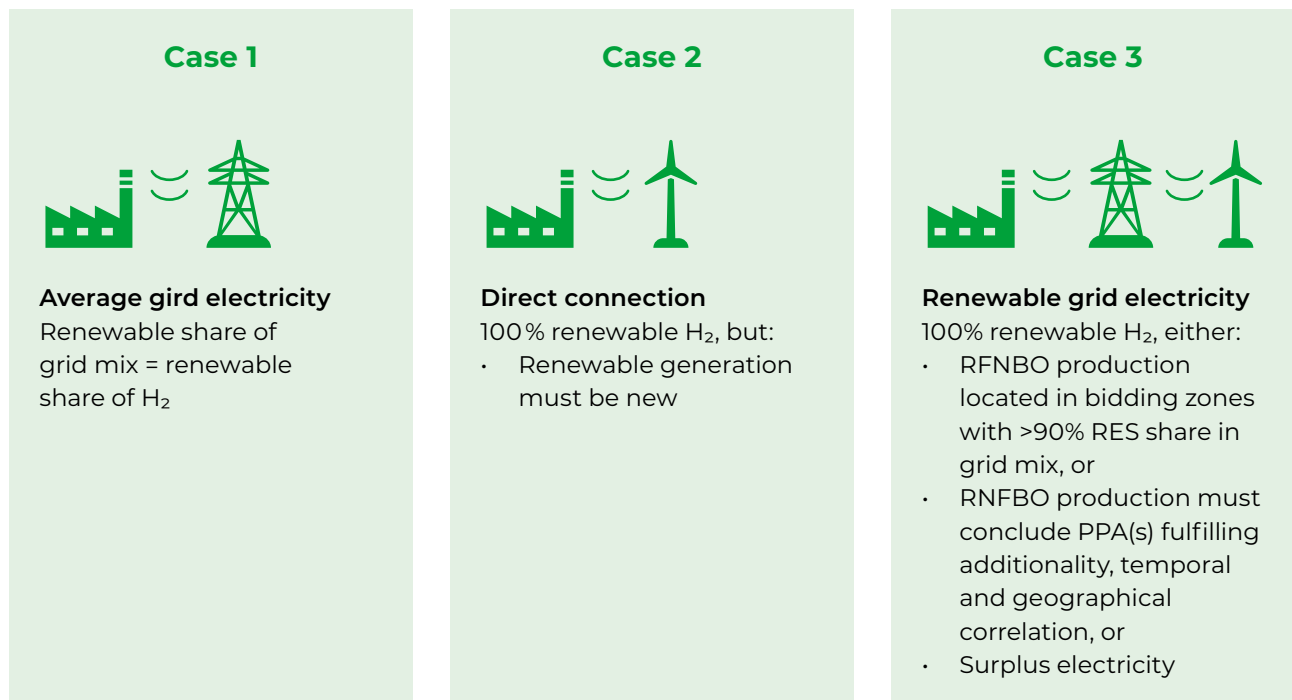 Case 1
Average gird electricity
Renewable share of
grid mix = renewable
share of H₂
Case 2
Direct connection
100% renewable H₂, but:
• Renewable generation
must be new
Case 3
Renewable grid electricity
100% renewable H₂, either:
• RFNBO production
located in bidding zones
with >90% RES share in
grid mix, or
• RNFBO production must
conclude PPA(s) fulfilling
additionality, temporal
and geographical
correlation, or
• Surplus electricity